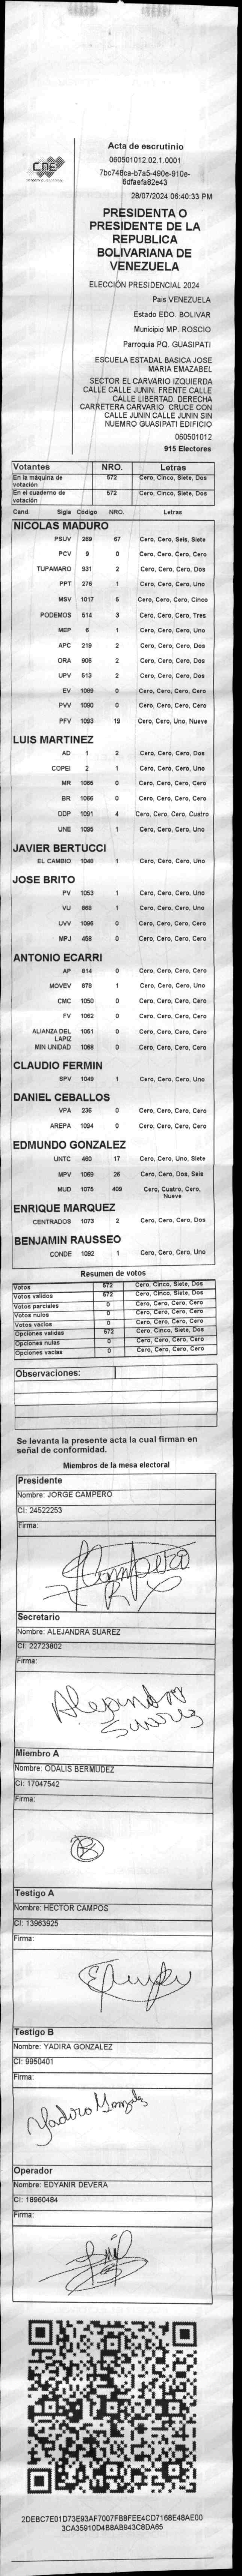 CNE
Acta de escrutinio
060501012.02.1.0001
7bc748ca-b7a5-480e-910e-
6dfaefa82e43
28/07/2024 06:40:33 PM
PRESIDENTA O
PRESIDENTE DE LA
REPUBLICA
BOLIVARIANA DE
VENEZUELA
ELECCIÓN PRESIDENCIAL 2024
Pais VENEZUELA
Estado EDO. BOLIVAR
Municipio MP. ROSCIO
Parroquia PQ. GUASIPATI
ESCUELA ESTADAL BASICA JOSE
MARIA EMAZABEL
SECTOR EL CARVARIO IZQUIERDA
CALLE CALLE JUNIN. FRENTE CALLE
CALLE LIBERTAD. DERECHA
CARRETERA CARVARIO CRUCE CON
CALLE JUNIN CALLE JUNIN SIN
NUEMRO GUASIPATI EDIFICIO
060501012
915 Electores
Votantes NRO. Letras
En la máquina de votación 572 Cero, Cinco, Siete, Dos
En el cuaderno de votación 572 Cero, Cinco, Siete, Dos
Cand. Sigla Código NRO. Letras
NICOLAS MADURO
PSUV 269 67 Cero, Cero, Seis, Siete
PCV 9 0 Cero, Cero, Cero, Cero
TUPAMARO 931 2 Cero, Cero, Cero, Dos
PPT 276 1 Cero, Cero, Cero, Uno
MSV 1017 5 Cero, Cero, Cero, Cinco
PODEMOS 514 3 Cero, Cero, Cero, Tres
MEP 6 1 Cero, Cero, Cero, Uno
APC 219 2 Cero, Cero, Cero, Dos
ORA 906 2 Cero, Cero, Cero, Dos
UPV 513 2 Cero, Cero, Cero, Dos
EV 1089 0 Cero, Cero, Cero, Cero
PVV 1090 0 Cero, Cero, Cero, Cero
PFV 1093 19 Cero, Cero, Uno, Nueve
LUIS MARTINEZ
AD 1 2 Cero, Cero, Cero, Dos
COPEI 2 1 Cero, Cero, Cero, Uno
MR 1065 0 Cero, Cero, Cero, Cero
BR 1066 0 Cero, Cero, Cero, Cero
DDP 1091 4 Cero, Cero, Cero, Cuatro
UNE 1095 1 Cero, Cero, Cero, Uno
JAVIER BERTUCCI
EL CAMBIO 1048 1 Cero, Cero, Cero, Uno
JOSE BRITO
PV 1053 1 Cero, Cero, Cero, Uno
VU 868 1 Cero, Cero, Cero, Uno
UVV 1096 0 Cero, Cero, Cero, Cero
MPJ 458 0 Cero, Cero, Cero, Cero
ANTONIO ECARRI
AP 814 0 Cero, Cero, Cero, Cero
MOVEV 878 1 Cero, Cero, Cero, Uno
CMC 1050 0 Cero, Cero, Cero, Cero
FV 1062 0 Cero, Cero, Cero, Cero
ALIANZA DEL LAPIZ 1051 0 Cero, Cero, Cero, Cero
MIN UNIDAD 1068 0 Cero, Cero, Cero, Cero
CLAUDIO FERMIN
SPV 1049 1 Cero, Cero, Cero, Uno
DANIEL CEBALLOS
VPA 236 0 Cero, Cero, Cero, Cero
AREPA 1094 0 Cero, Cero, Cero, Cero
EDMUNDO GONZALEZ
UNTC 460 17 Cero, Cero, Uno, Siete
MPV 1069 26 Cero, Cero, Dos, Seis
MUD 1075 409 Cero, Cuatro, Cero, Nueve
ENRIQUE MARQUEZ
CENTRADOS 1073 2 Cero, Cero, Cero, Dos
BENJAMIN RAUSSEO
CONDE 1092 1 Cero, Cero, Cero, Uno
Resumen de votos
Votos 572 Cero, Cinco, Siete, Dos
Votos validos 572 Cero, Cinco, Siete, Dos
Votos parciales 0 Cero, Cero, Cero, Cero
Votos nulos 0 Cero, Cero, Cero, Cero
Votos vacios 0 Cero, Cero, Cero, Cero
Opciones validas 572 Cero, Cinco, Siete, Dos
Opciones nulas 0 Cero, Cero, Cero, Cero
Opciones vacias 0 Cero, Cero, Cero, Cero
Observaciones:
Se levanta la presente acta la cual firman en
señal de conformidad.
Miembros de la mesa electoral
Presidente
Nombre: JORGE CAMPERO
CI: 24522253
Firma:
Campero
Secretario
Nombre: ALEJANDRA SUAREZ
CI: 22723802
Firma:
Alejandra
Suarez
Miembro A
Nombre: ODALIS BERMUDEZ
CI: 17047542
Firma:
Testigo A
Nombre: HECTOR CAMPOS
CI: 13963925
Firma:
Testigo B
Nombre: YADIRA GONZALEZ
CI: 9950401
Firma:
Yadira Gonzalez
Operador
Nombre: EDYANIR DEVERA
CI: 18960484
Firma:
2DEBC7E01D73E93AF7007FB8FEE4CD7168E48AE00
3CA35910D4B8AB943C8DA65